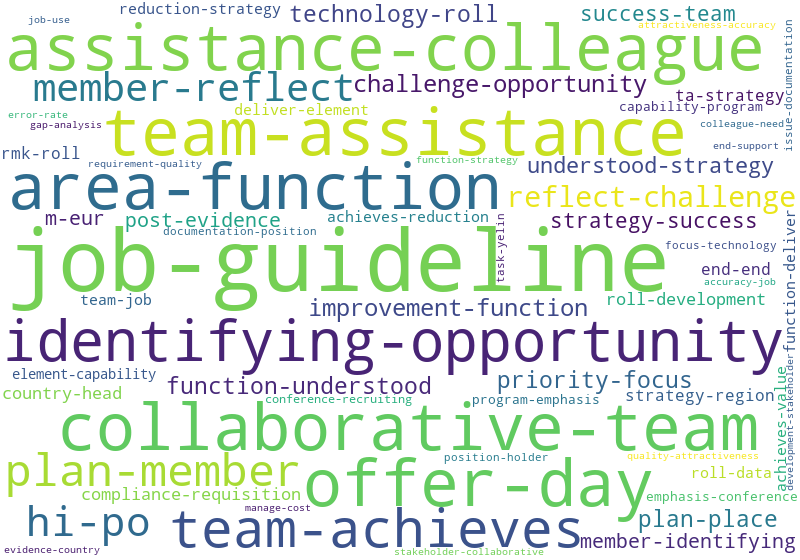 reduction-strategy
technology-roll
success-team
job-use
attractiveness-accuracy
assistance-colleague
issue-documentation
member-reflect
challenge-opportunity
ta-strategy
deliver-element
capability-program
error-rate
gap-analysis
team-assistance
colleague-need
end-support
rmk-roll
requirement-quality
function-strategy
understood-strategy
area-function
reflect-challenge
m-eur
post-evidence
achieves-reduction
strategy-success
documentation-position
task-yelin
function-deliver
job-guideline
focus-technology
end-end
accuracy-job
team-job
improvement-function
roll-development
identifying-opportunity
element-capability
function-understood
priority-focus
strategy-region
development-stakeholder
achieves-value
country-head
conference-recruiting
program-emphasis
collaborative-team
position-holder
quality-attractiveness
plan-member
offer-day
roll-data
compliance-requisition
emphasis-conference
hi-po
manage-cost
team-achieves
plan-place
member-identifying
evidence-country
stakeholder-collaborative